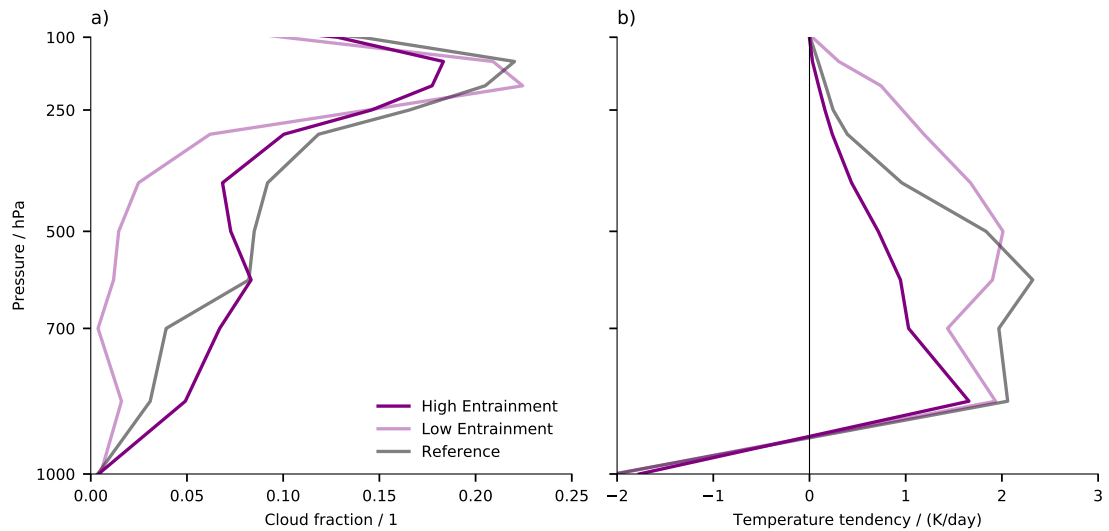 a)
b)
100
250
500
700
1000
Pressure / hPa
High Entrainment
Low Entrainment
Reference
0.00 0.05 0.10 0.15 0.20 0.25
−2 −1 0 1 2 3
Cloud fraction / 1
Temperature tendency / (K/day)